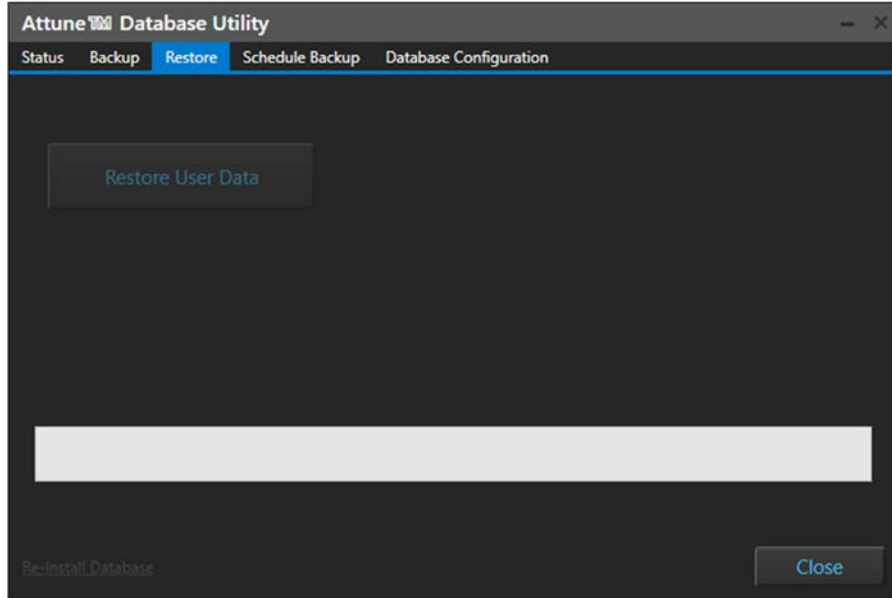 Attune™ Database Utility
Status Backup Restore Schedule Backup Database Configuration
Restore User Data
Re-Install Database
Close